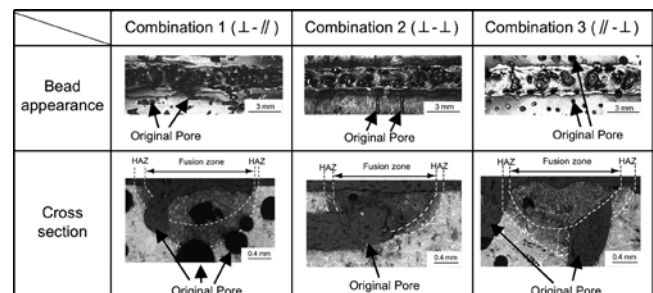 Combination 1 (⊥-//) Combination 2 (⊥-⊥) Combination 3 (//-⊥)
Bead
appearance
3 mm 3 mm 3 mm
Original Pore Original Pore Original Pore
Cross
section
HAZ Fusion zone HAZ HAZ Fusion zone HAZ HAZ Fusion zone HAZ
0.4 mm 0.4 mm 0.4 mm
Original Pore Original Pore Original Pore